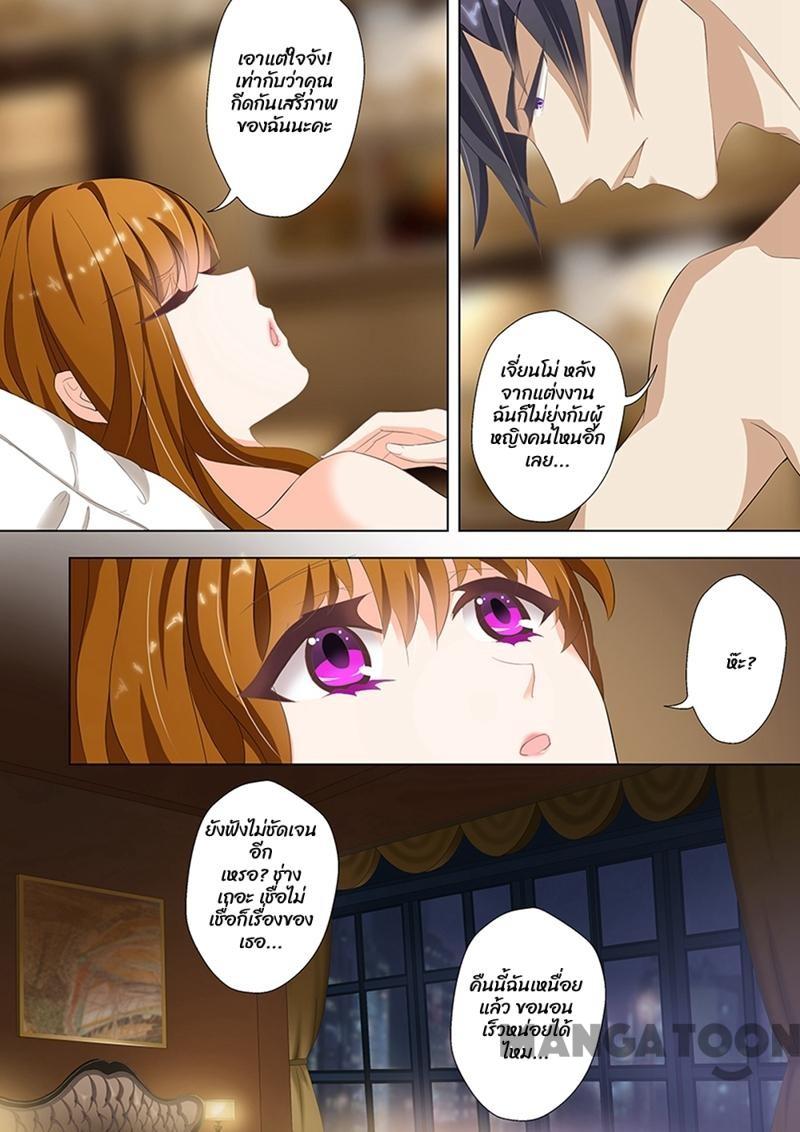 เอาแต่ใจจัง!
เท่ากับว่าคุณ
กีดกันเสรีภาพ
ของฉันนะคะ
เจี่ยนโม่ หลัง
จากแต่งงาน
ฉันก็ไม่ยุ่งกับผู้
หญิงคนไหนอีก
เลย...
ห๊ะ?
ยังฟังไม่ชัดเจน
อีก
เหรอ? ช่าง
เถอะ เชื่อไม่
เชื่อก็เรื่องของ
เธอ...
คืนนี้ฉันเหนื่อย
แล้ว ขอนอน
เร็วหน่อยได้
ไหม...
MANGATOON